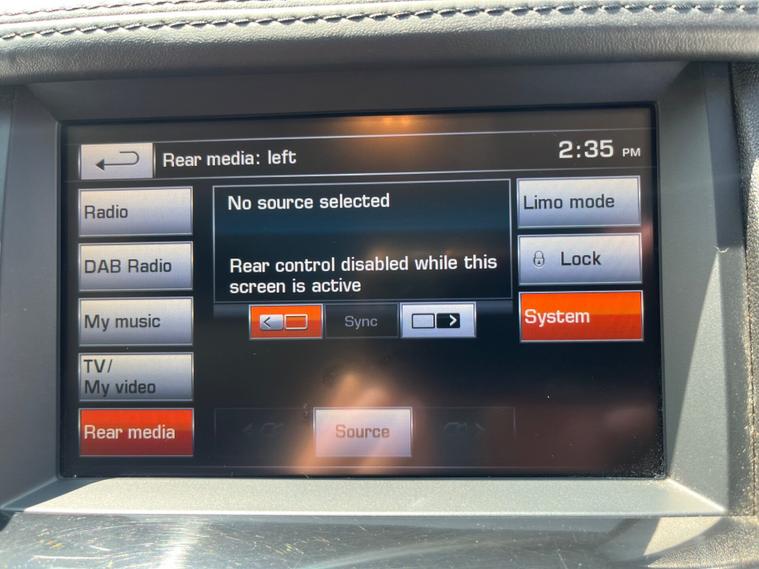 Rear media: left
2:35 PM
Radio
No source selected
Limo mode
DAB Radio
Rear control disabled while this
screen is active
Lock
My music
Sync
System
TV/
My video
Rear media
Source